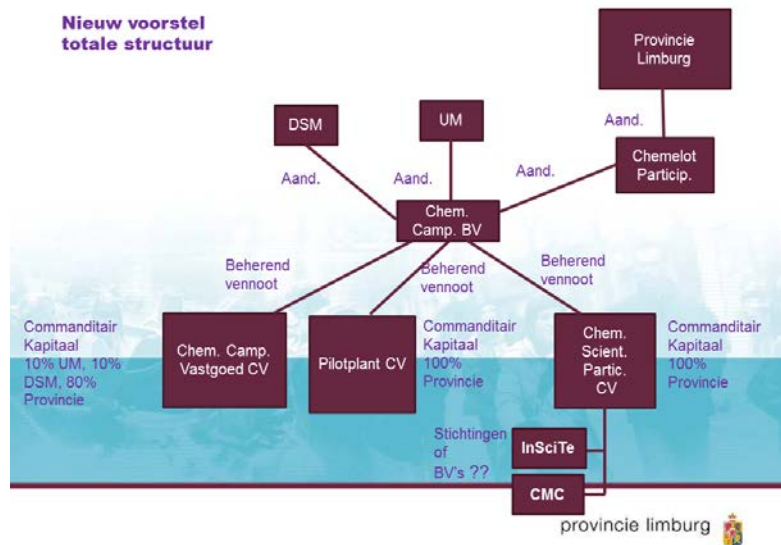 Nieuw voorstel
totale structuur
Provincie
Limburg
DSM
UM
Aand.
Aand.
Aand.
Aand.
Chemelot
Particip.
Chem.
Camp. BV
Beherend
vennoot
Beherend
vennoot
Beherend
vennoot
Commanditair
Kapitaal
10% UM, 10%
DSM, 80%
Provincie
Chem. Camp.
Vastgoed CV
Pilotplant CV
Commanditair
Kapitaal
100%
Provincie
Chem.
Scient.
Partic.
CV
Commanditair
Kapitaal
100%
Provincie
Stichtingen
of
BV's ??
InSciTe
CMC
provincie limburg